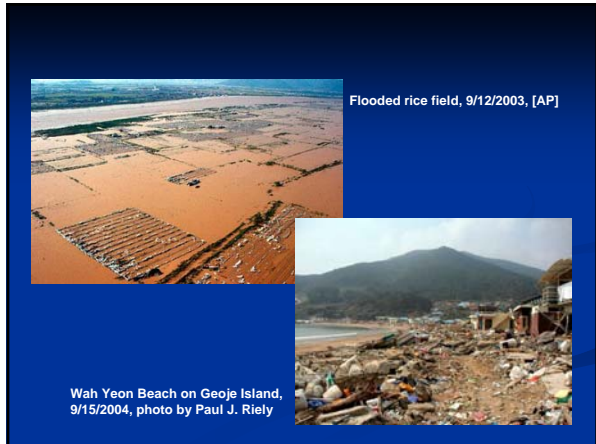 Flooded rice field, 9/12/2003, [AP]
Wah Yeon Beach on Geoje Island,
9/15/2004, photo by Paul J. Riely